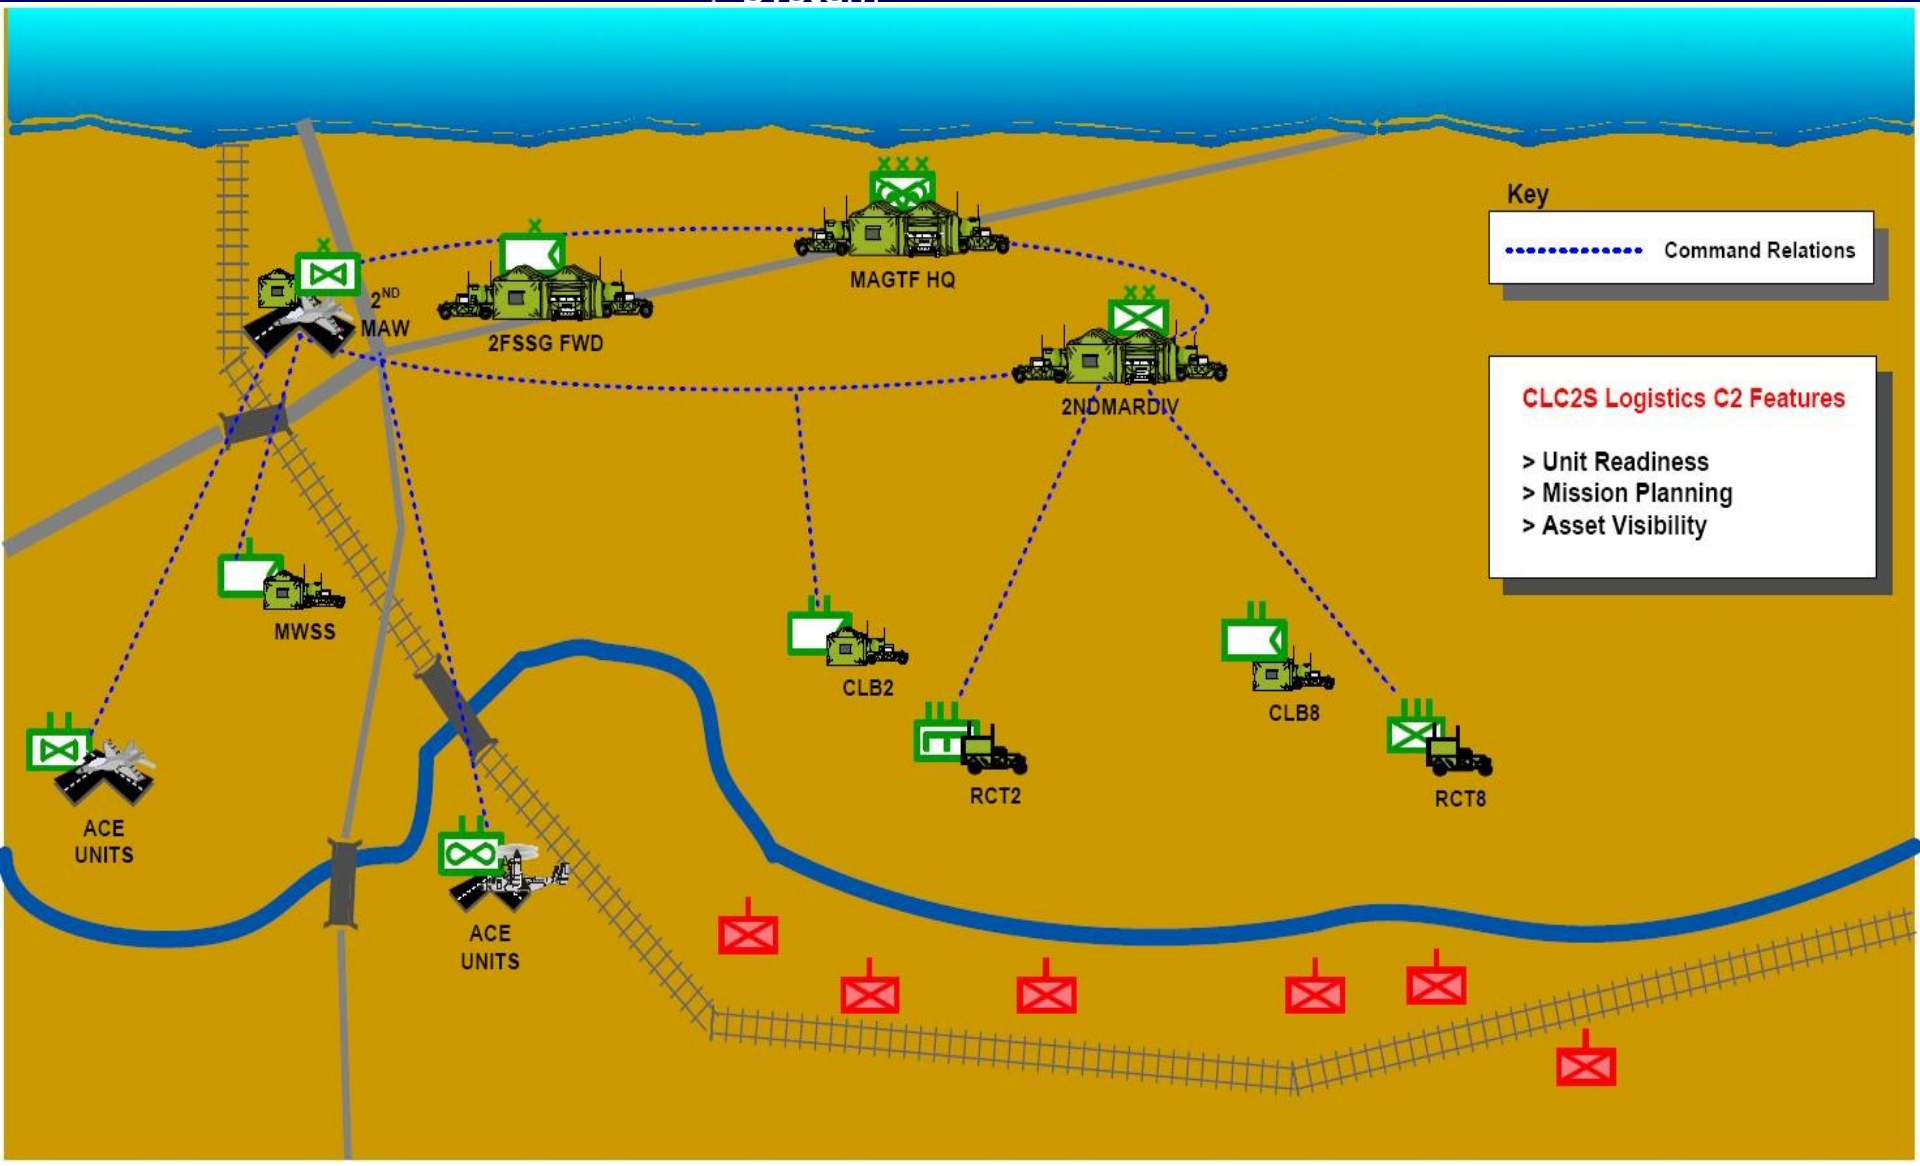 System
Key
Command Relations
MAGTF HQ
2ND
MAW
2FSSG FWD
2NDMARDIV
CLC2S Logistics C2 Features
> Unit Readiness
> Mission Planning
> Asset Visibility
MWSS
CLB2
CLB8
RCT2
RCT8
ACE
UNITS
ACE
UNITS